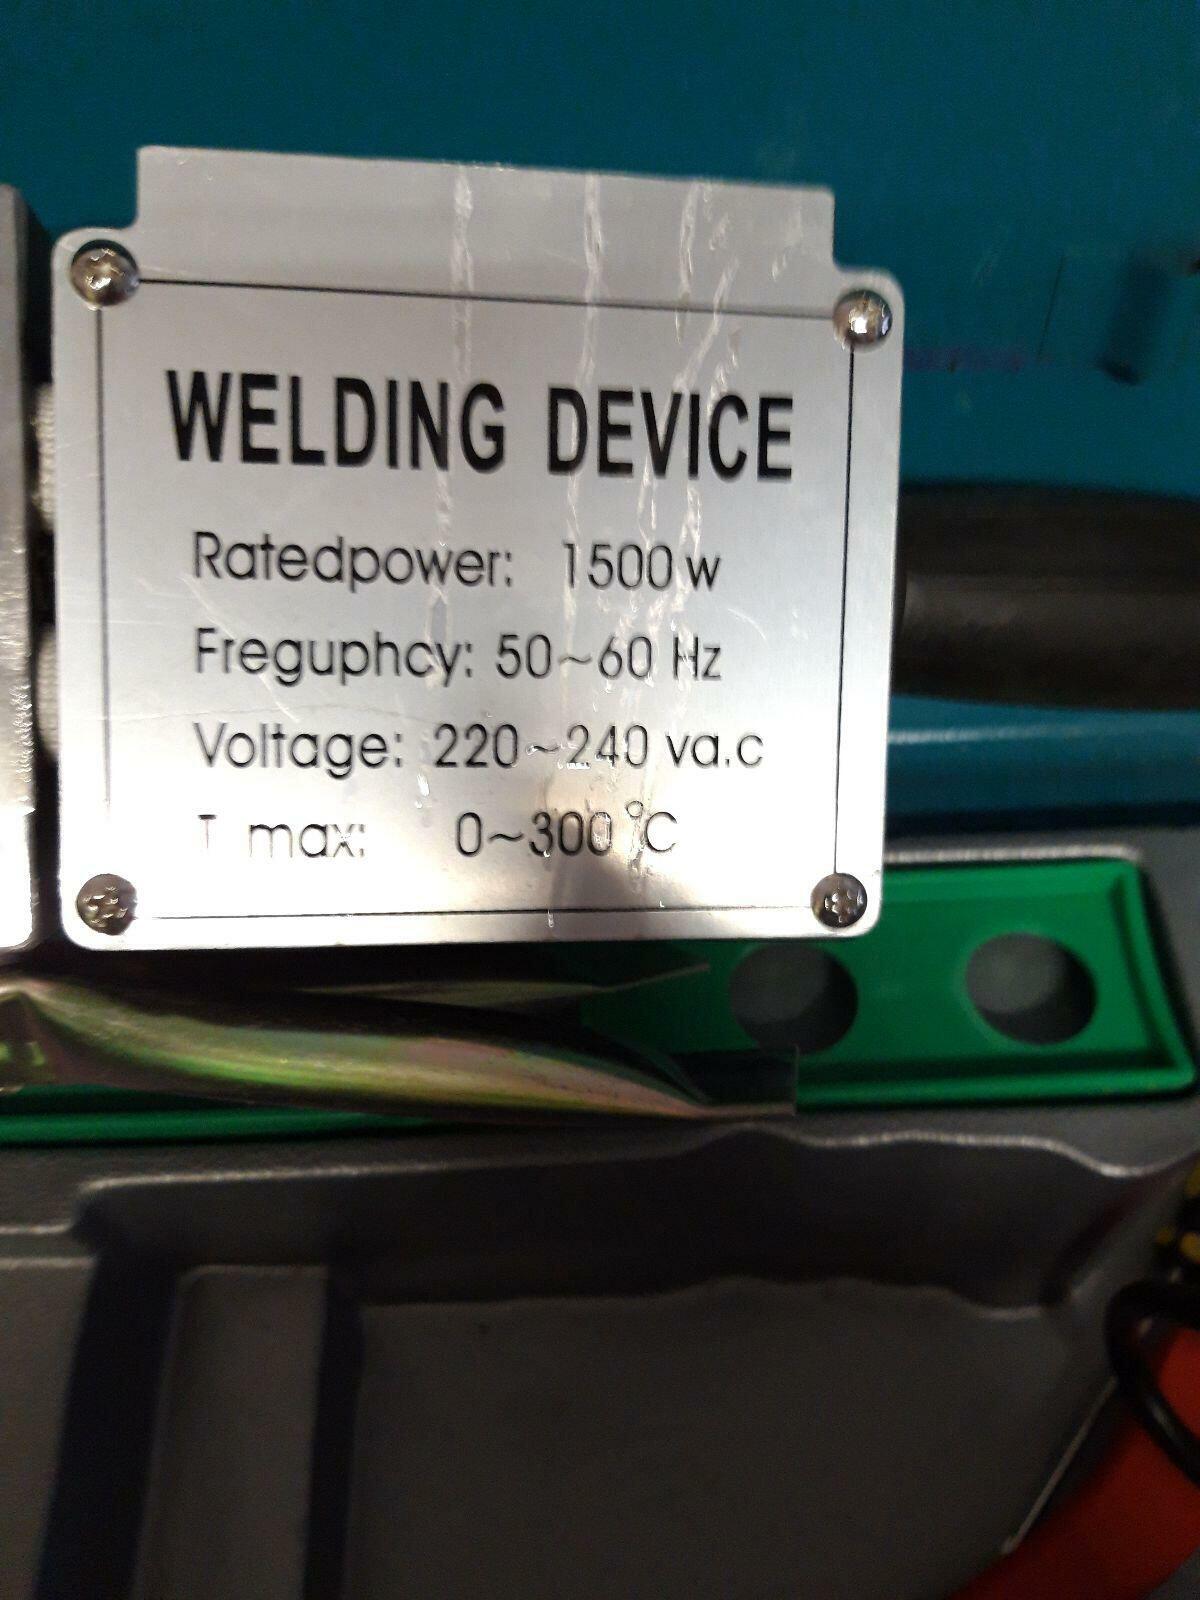 WELDING DEVICE
Ratedpower: 1500 w
Freguphcy: 50~60 Hz
Voltage: 220~240 va.c
T max: 0~300 °C